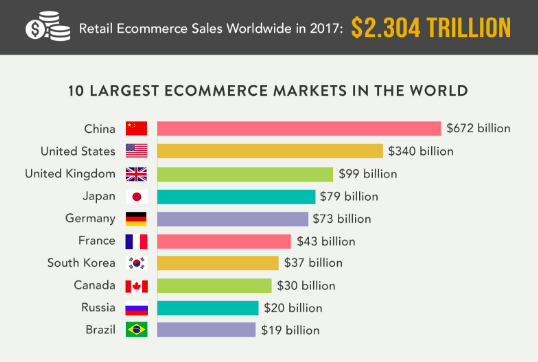 Retail Ecommerce Sales Worldwide in 2017: $2.304 TRILLION
10 LARGEST ECOMMERCE MARKETS IN THE WORLD
China $672 billion
United States $340 billion
United Kingdom $99 billion
Japan $79 billion
Germany $73 billion
France $43 billion
South Korea $37 billion
Canada $30 billion
Russia $20 billion
Brazil $19 billion